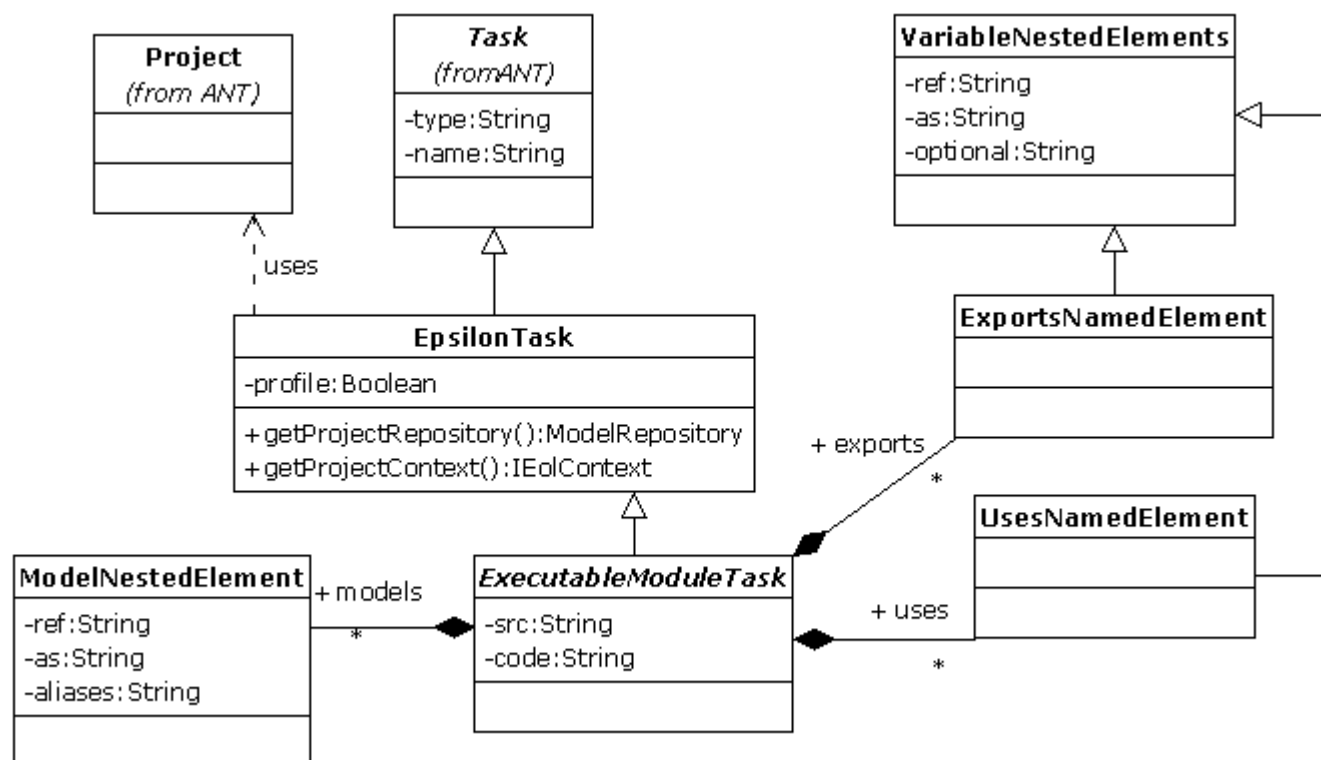 Project
(from ANT)
Task
(fromANT)
-type:String
-name:String
VariableNestedElements
-ref:String
-as:String
-optional:String
uses
EpsilonTask
-profile:Boolean
+getProjectRepository():ModelRepository
+getProjectContext():IEolContext
ExportsNamedElement
+ exports
*
UsesNamedElement
+ uses
*
ModelNestedElement
-ref:String
-as:String
-aliases:String
+ models
*
ExecutableModuleTask
-src:String
-code:String